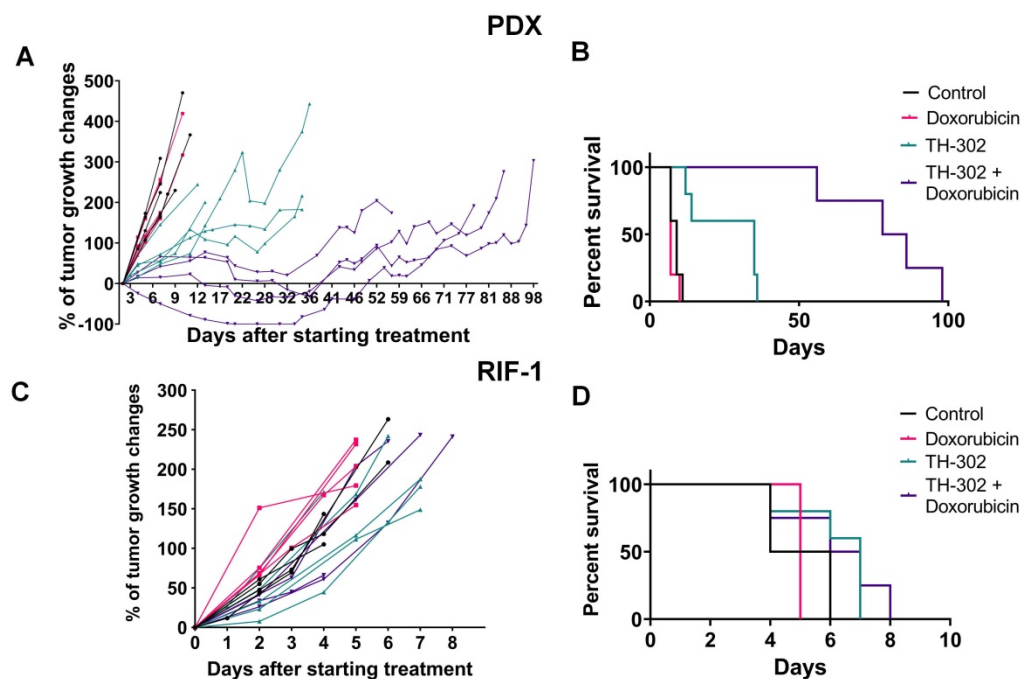 PDX
A
% of tumor growth changes
500
400
300
200
100
0
-100
3 6 9 12 17 22 28 32 36 41 46 52 59 66 71 77 81 88 98
Days after starting treatment
B
Control
Doxorubicin
TH-302
TH-302 +
Doxorubicin
Percent survival
100
50
0
0 50 100
Days
RIF-1
C
% of tumor growth changes
300
250
200
150
100
50
0
0 1 2 3 4 5 6 7 8
Days after starting treatment
D
Control
Doxorubicin
TH-302
TH-302 +
Doxorubicin
Percent survival
100
50
0
0 2 4 6 8 10
Days